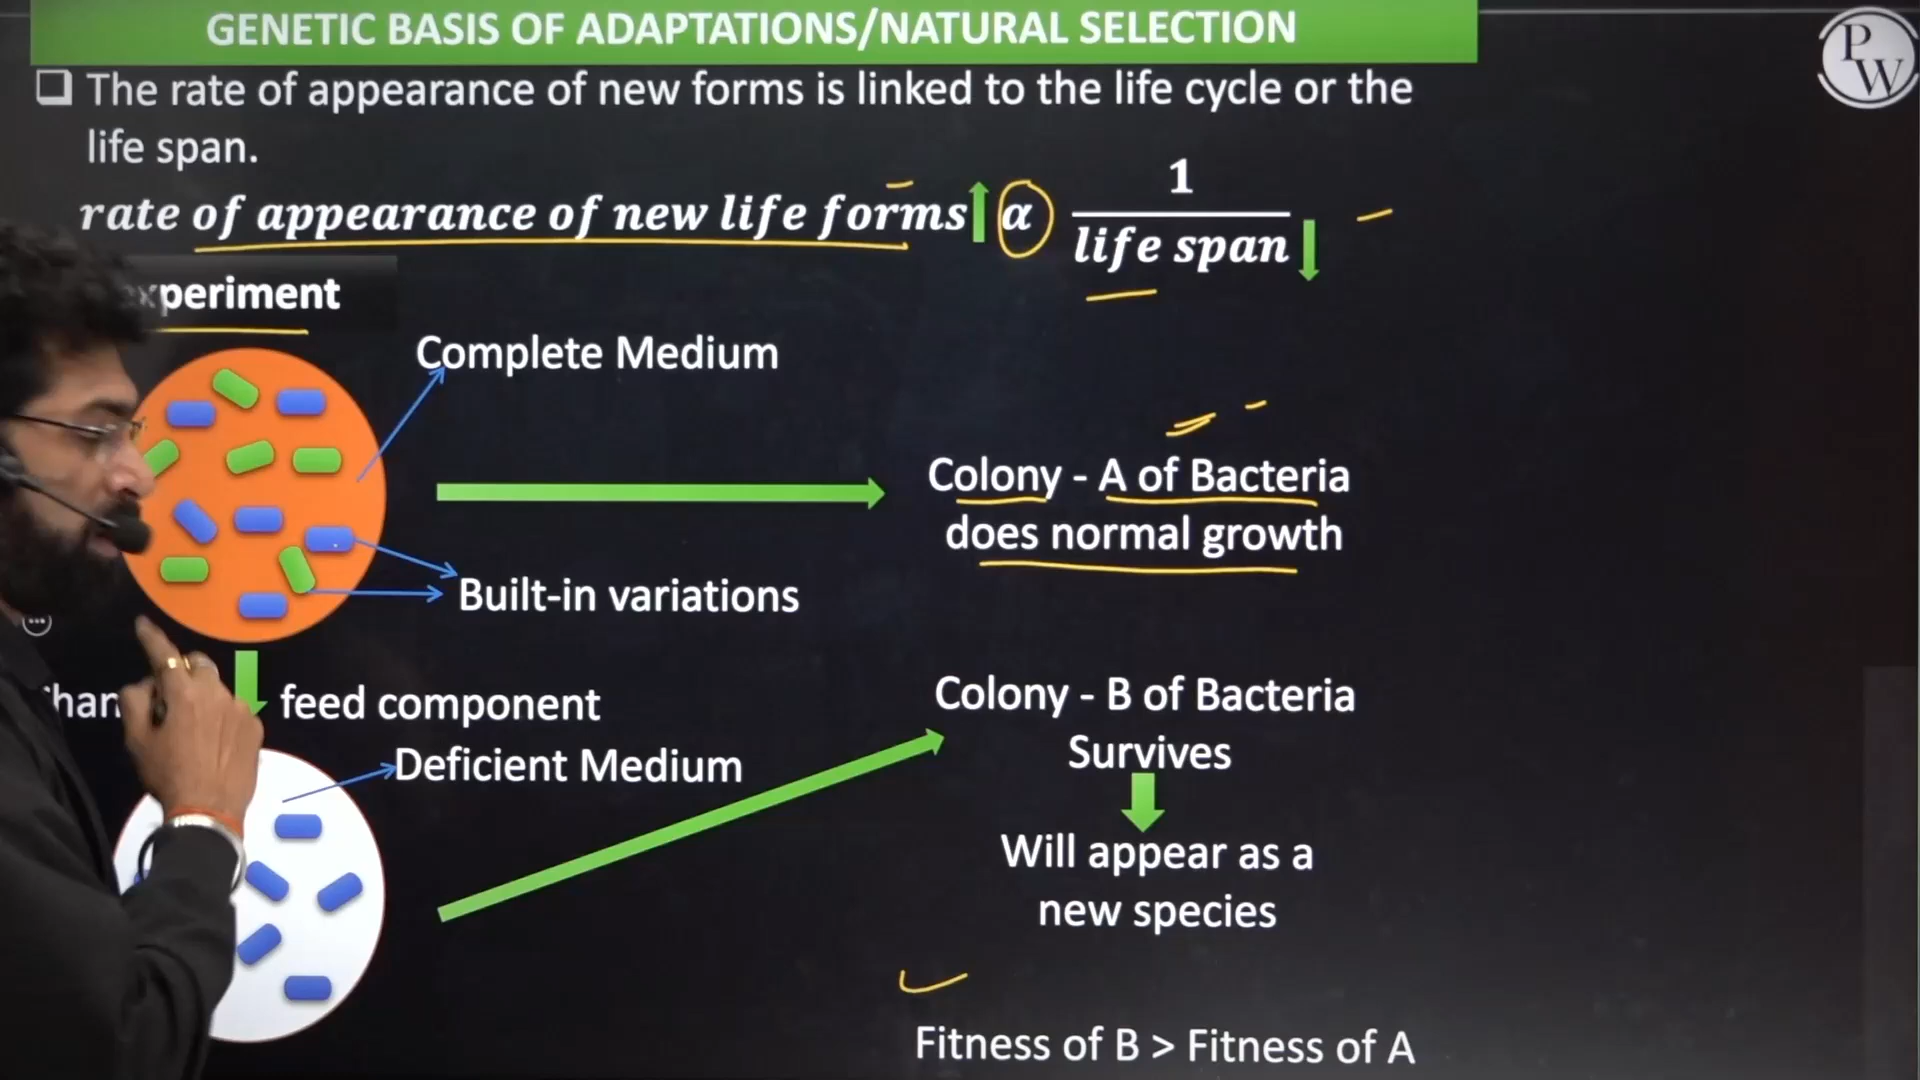 GENETIC BASIS OF ADAPTATIONS/NATURAL SELECTION
PW
The rate of appearance of new forms is linked to the life cycle or the
life span.
rate of appearance of new life forms α 1/life span
xperiment
Complete Medium
Colony - A of Bacteria
does normal growth
Built-in variations
feed component
Colony - B of Bacteria
Survives
Deficient Medium
Will appear as a
new species
Fitness of B > Fitness of A